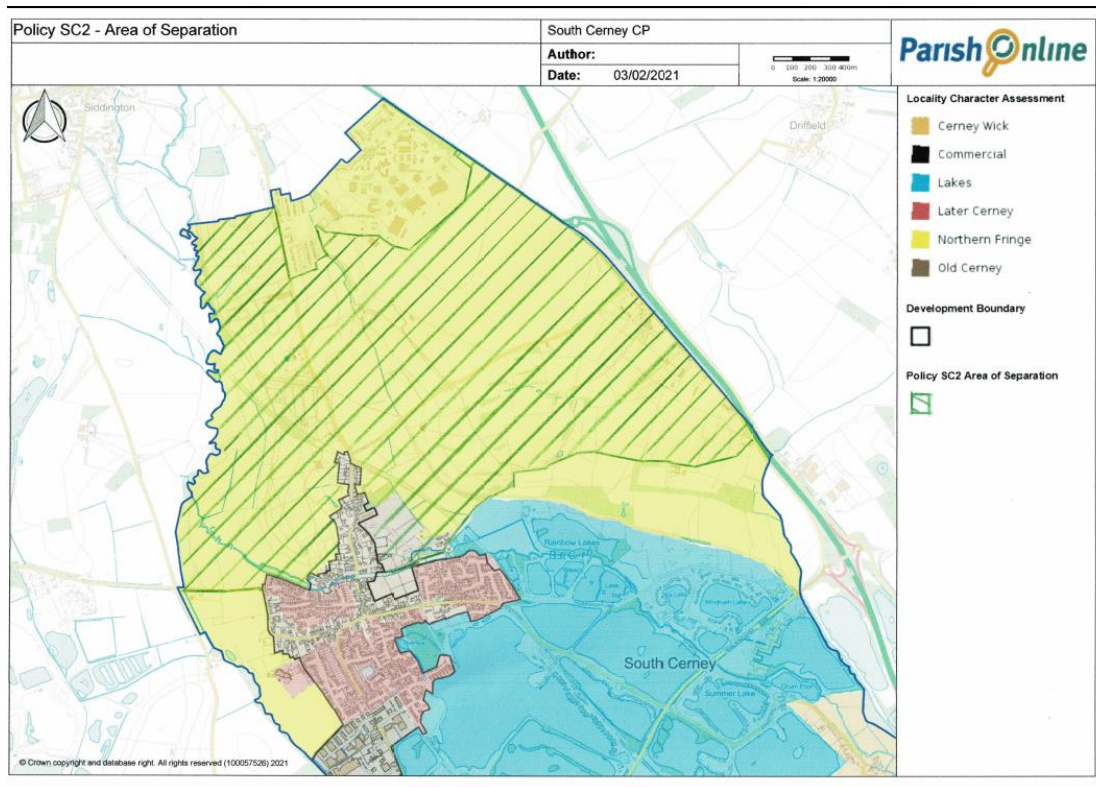 Policy SC2 - Area of Separation
South Cerney CP
Author:
Date: 03/02/2021
0 100 200 300 400m
Scale: 1:20000
Parish Online
Siddington
Driffield
Rainbow Lakes
South Cerney
Summer Lake
© Crown copyright and database right. All rights reserved (100057526) 2021
Locality Character Assessment
Cerney Wick
Commercial
Lakes
Later Cerney
Northern Fringe
Old Cerney
Development Boundary
Policy SC2 Area of Separation